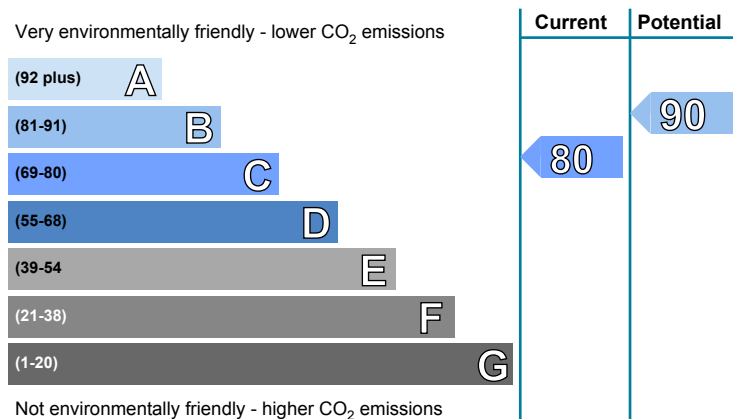 Current Potential
Very environmentally friendly - lower CO₂ emissions
(92 plus) A
90
(81-91) B
80
(69-80) C
(55-68) D
(39-54 E
(21-38) F
(1-20) G
Not environmentally friendly - higher CO₂ emissions